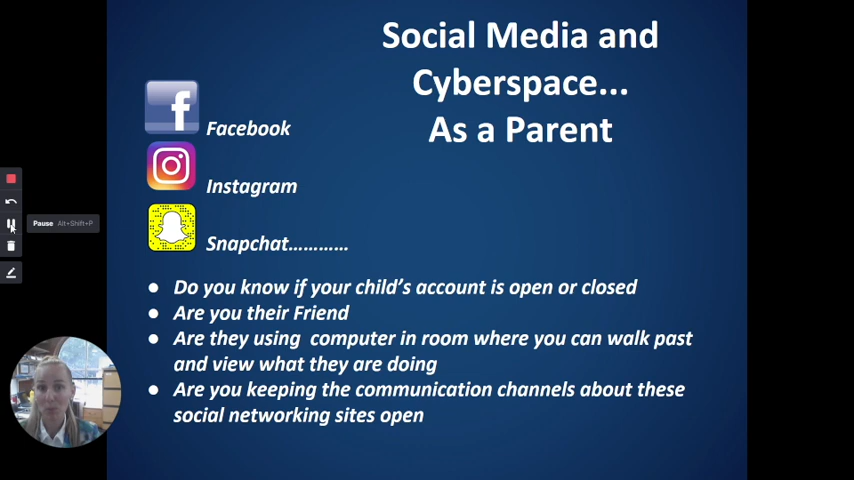 Social Media and
Cyberspace...
As a Parent
Facebook
Instagram
Pause Alt+Shift+P
Snapchat............
● Do you know if your child's account is open or closed
● Are you their Friend
● Are they using computer in room where you can walk past
and view what they are doing
● Are you keeping the communication channels about these
social networking sites open